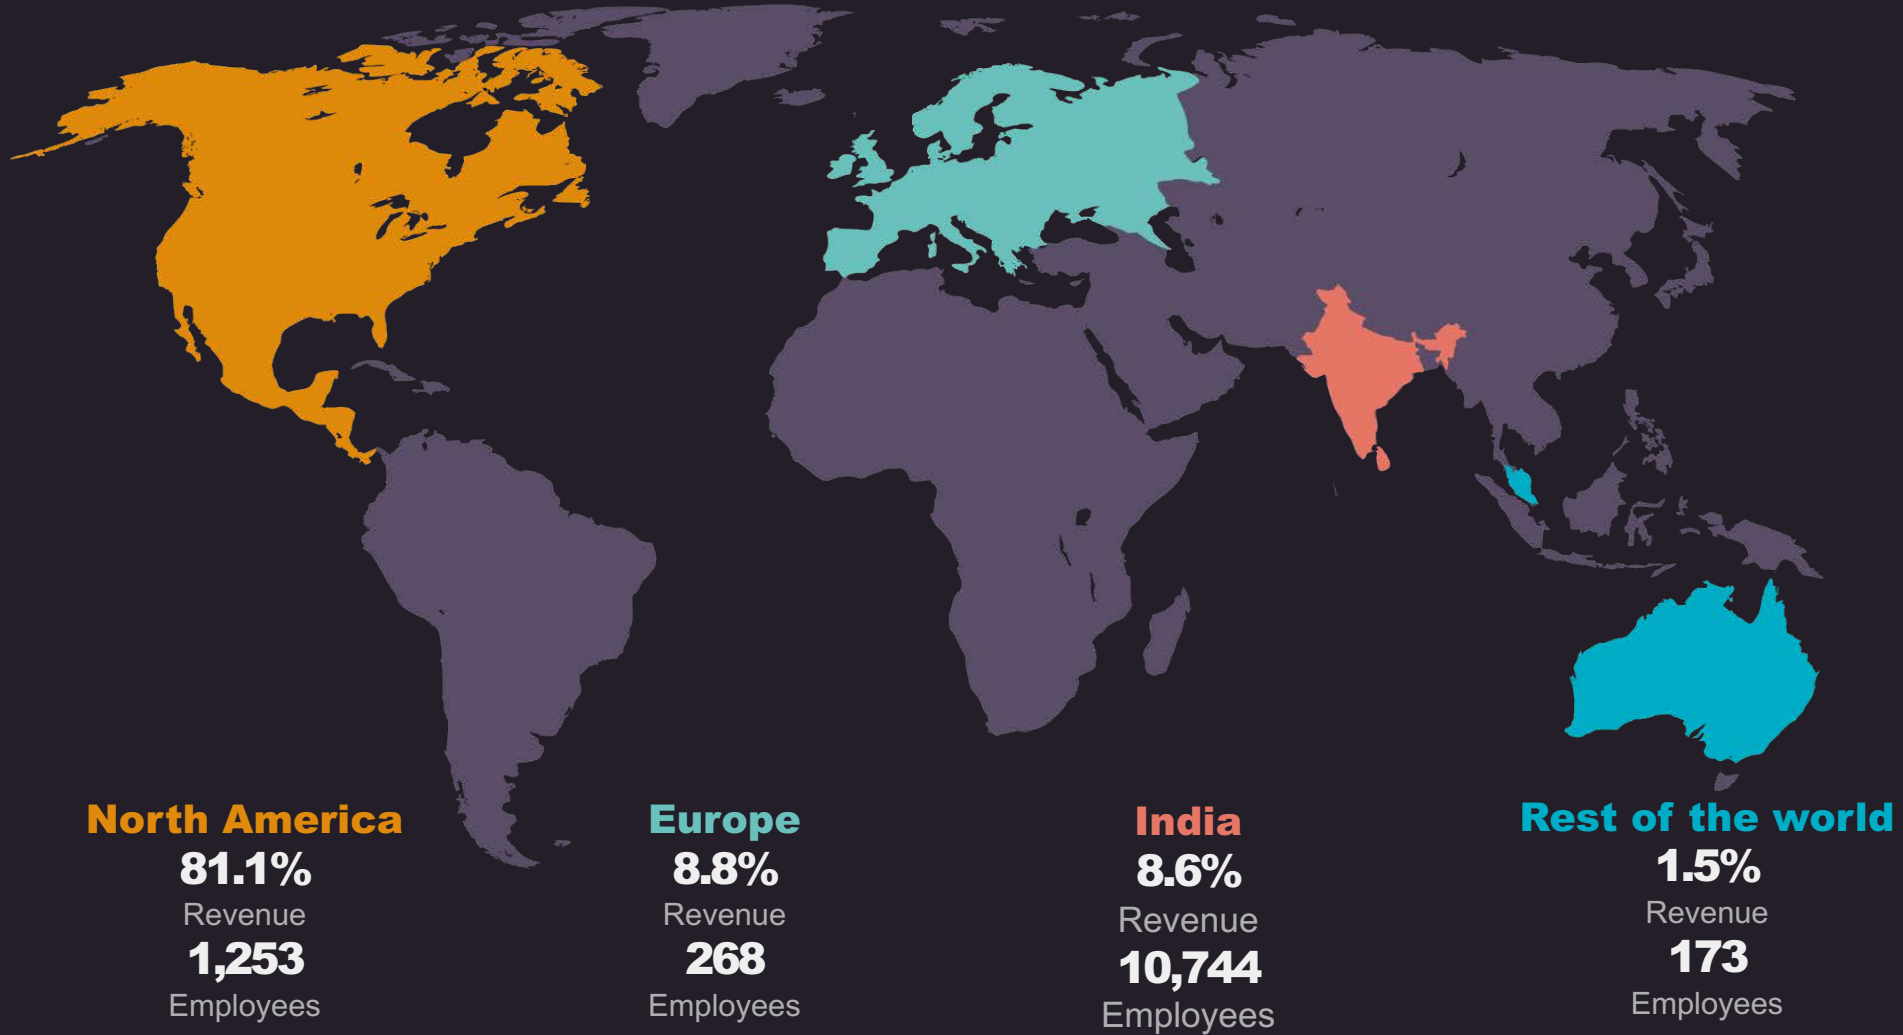 North America
81.1%
Revenue
1,253
Employees
Europe
8.8%
Revenue
268
Employees
India
8.6%
Revenue
10,744
Employees
Rest of the world
1.5%
Revenue
173
Employees